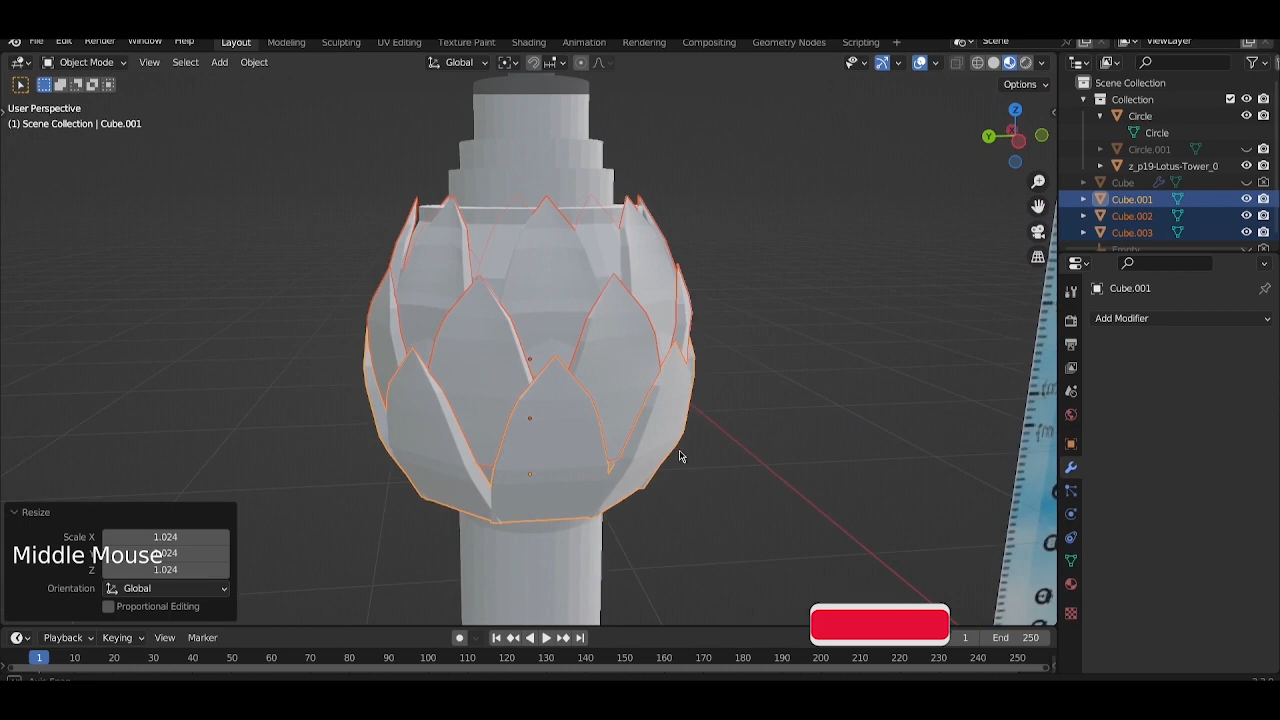 File Edit Render Window Help Layout Modeling Sculpting UV Editing Texture Paint Shading Animation Rendering Compositing Geometry Nodes Scripting + Scene ViewLayer
Object Mode View Select Add Object Global
Options
User Perspective
(1) Scene Collection | Cube.001
Z
Y
Scene Collection
Collection
Circle
Circle
Circle.001
z_p19-Lotus-Tower_0
Cube
Cube.001
Cube.002
Cube.003
Empty
Cube.001
Add Modifier
Resize
Scale X 1.024
1.024
Z 1.024
Middle Mouse
Orientation Global
Proportional Editing
Playback Keying View Marker 1 End 250
1 10 20 30 40 50 60 70 80 90 100 110 120 130 140 150 160 170 180 190 200 210 220 230 240 250